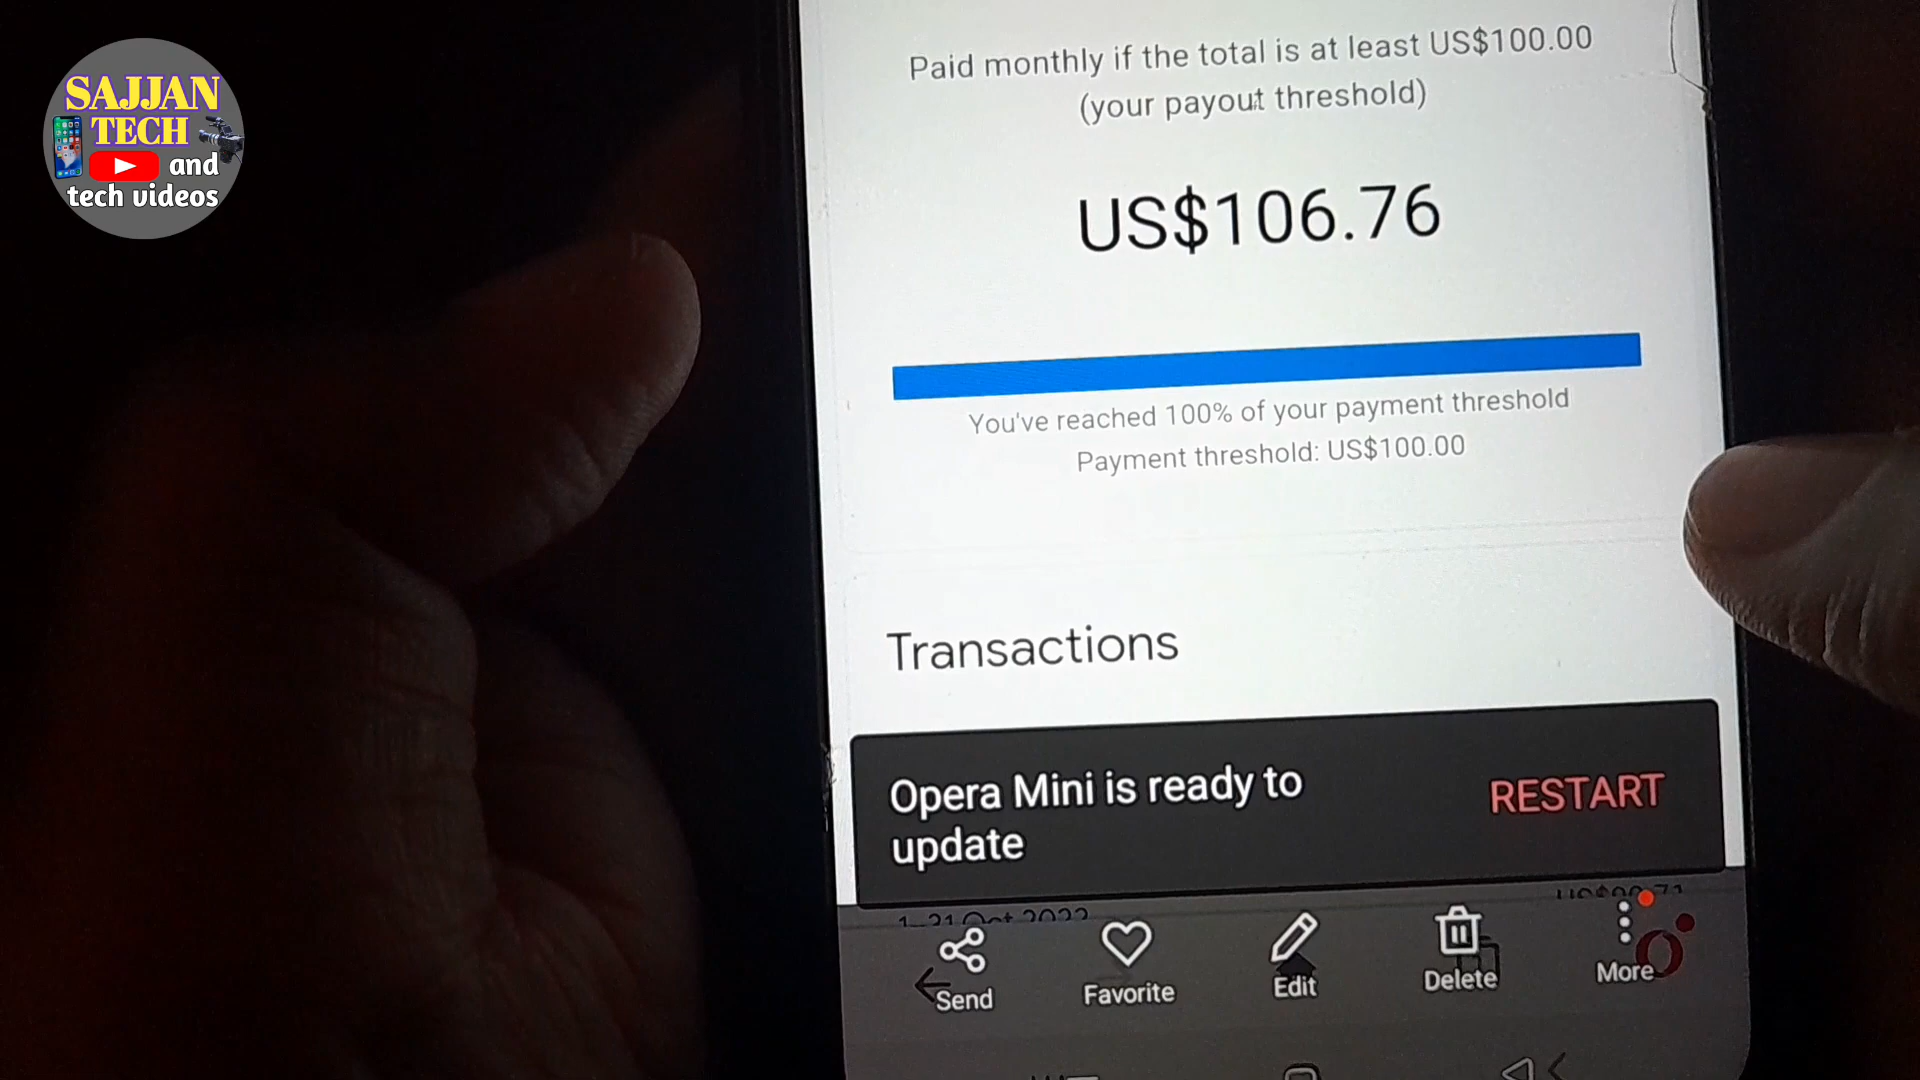 SAJJAN
TECH
and
tech videos
Paid monthly if the total is at least US$100.00
(your payout threshold)
US$106.76
You've reached 100% of your payment threshold
Payment threshold: US$100.00
Transactions
Opera Mini is ready to
update
RESTART
Send
Favorite
Edit
Delete
More